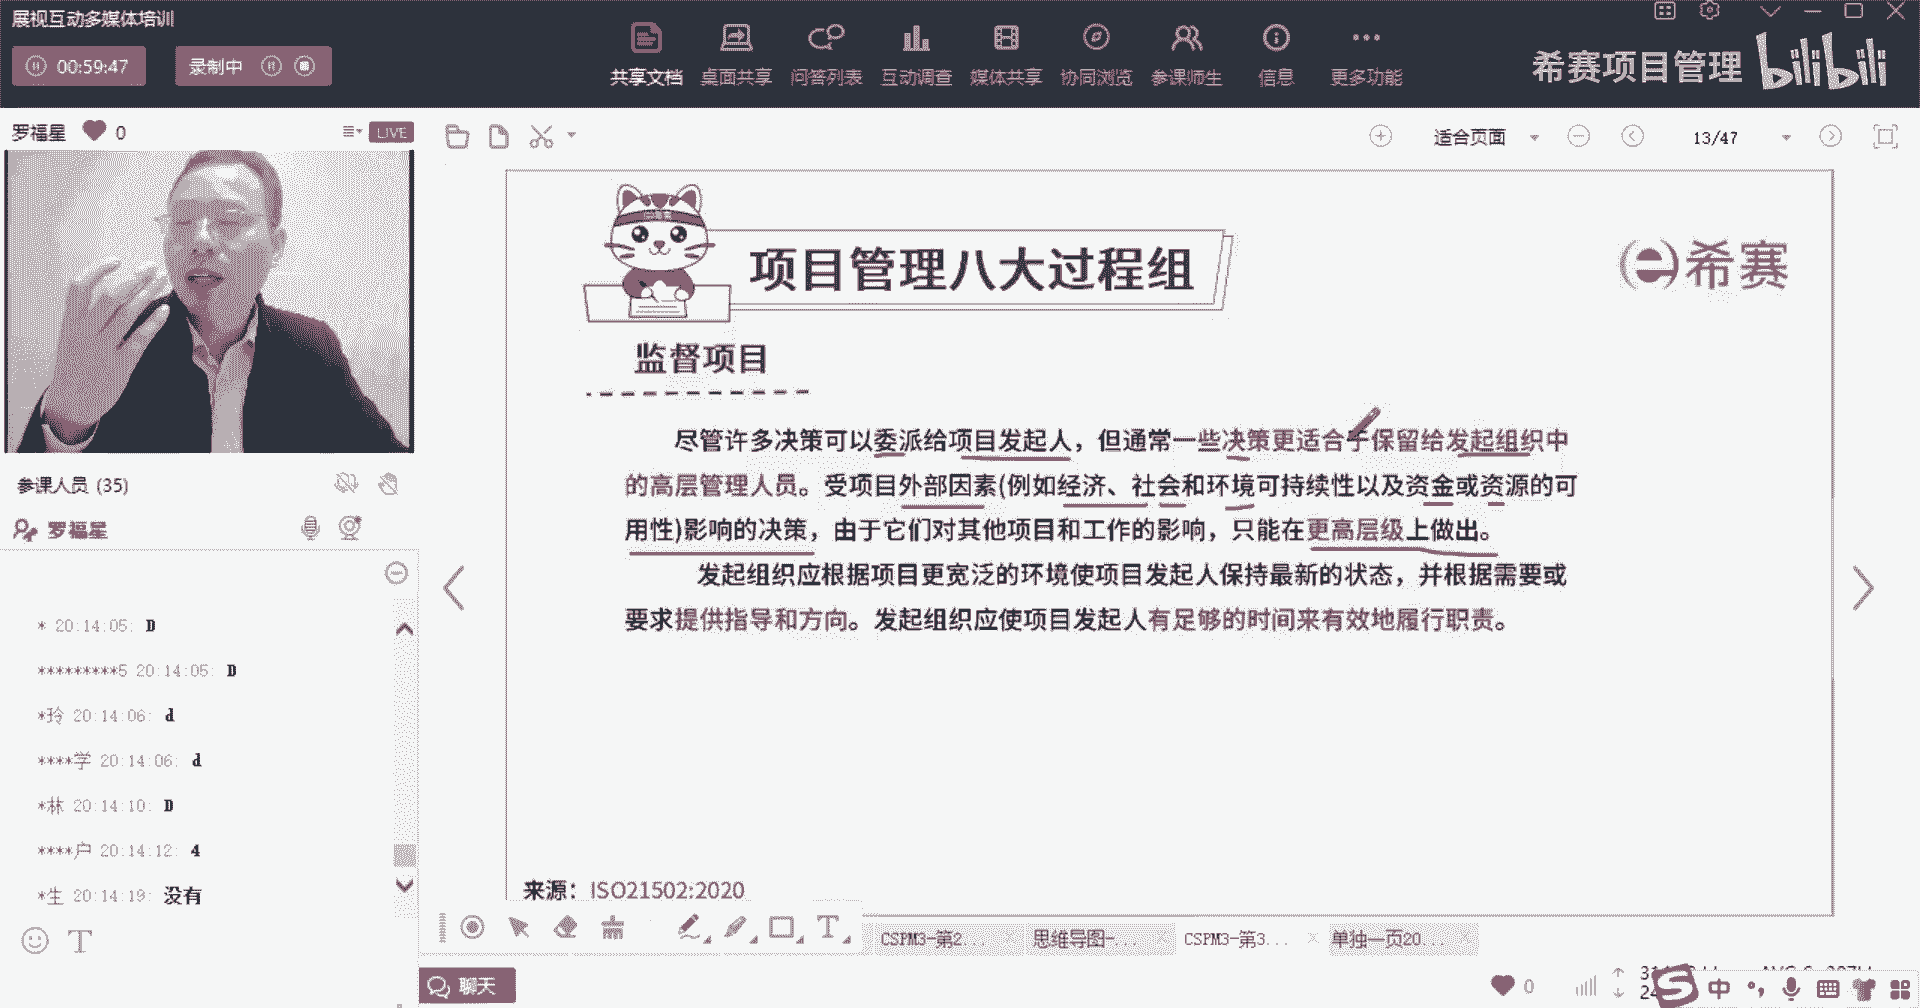 展视互动多媒体培训
00:59:47
录制中
共享文档
桌面共享
问答列表
互动调查
媒体共享
协同浏览
参课师生
信息
更多功能
希赛项目管理
bilibili
罗福星
0
LIVE
适合页面
13/47
项目管理八大过程组
希赛
监督项目
尽管许多决策可以委派给项目发起人，但通常一些决策更适合于保留给发起组织中
的高层管理人员。受项目外部因素(例如经济、社会和环境可持续性以及资金或资源的可
用性)影响的决策，由于它们对其他项目和工作的影响，只能在更高层级上做出。
发起组织应根据项目更宽泛的环境使项目发起人保持最新的状态，并根据需要或
要求提供指导和方向。发起组织应使项目发起人有足够的时间来有效地履行职责。
来源：ISO21502:2020
参课人员 (35)
罗福星
* 20:14:05: D
*********5 20:14:05: D
*玲 20:14:06: d
****学 20:14:06: d
*林 20:14:10: D
****户 20:14:12: 4
*生 20:14:19: 没有
T
T
CSPM3-第2...
思维导图-...
CSPM3-第3...
单独一页20...
聊天
0
中